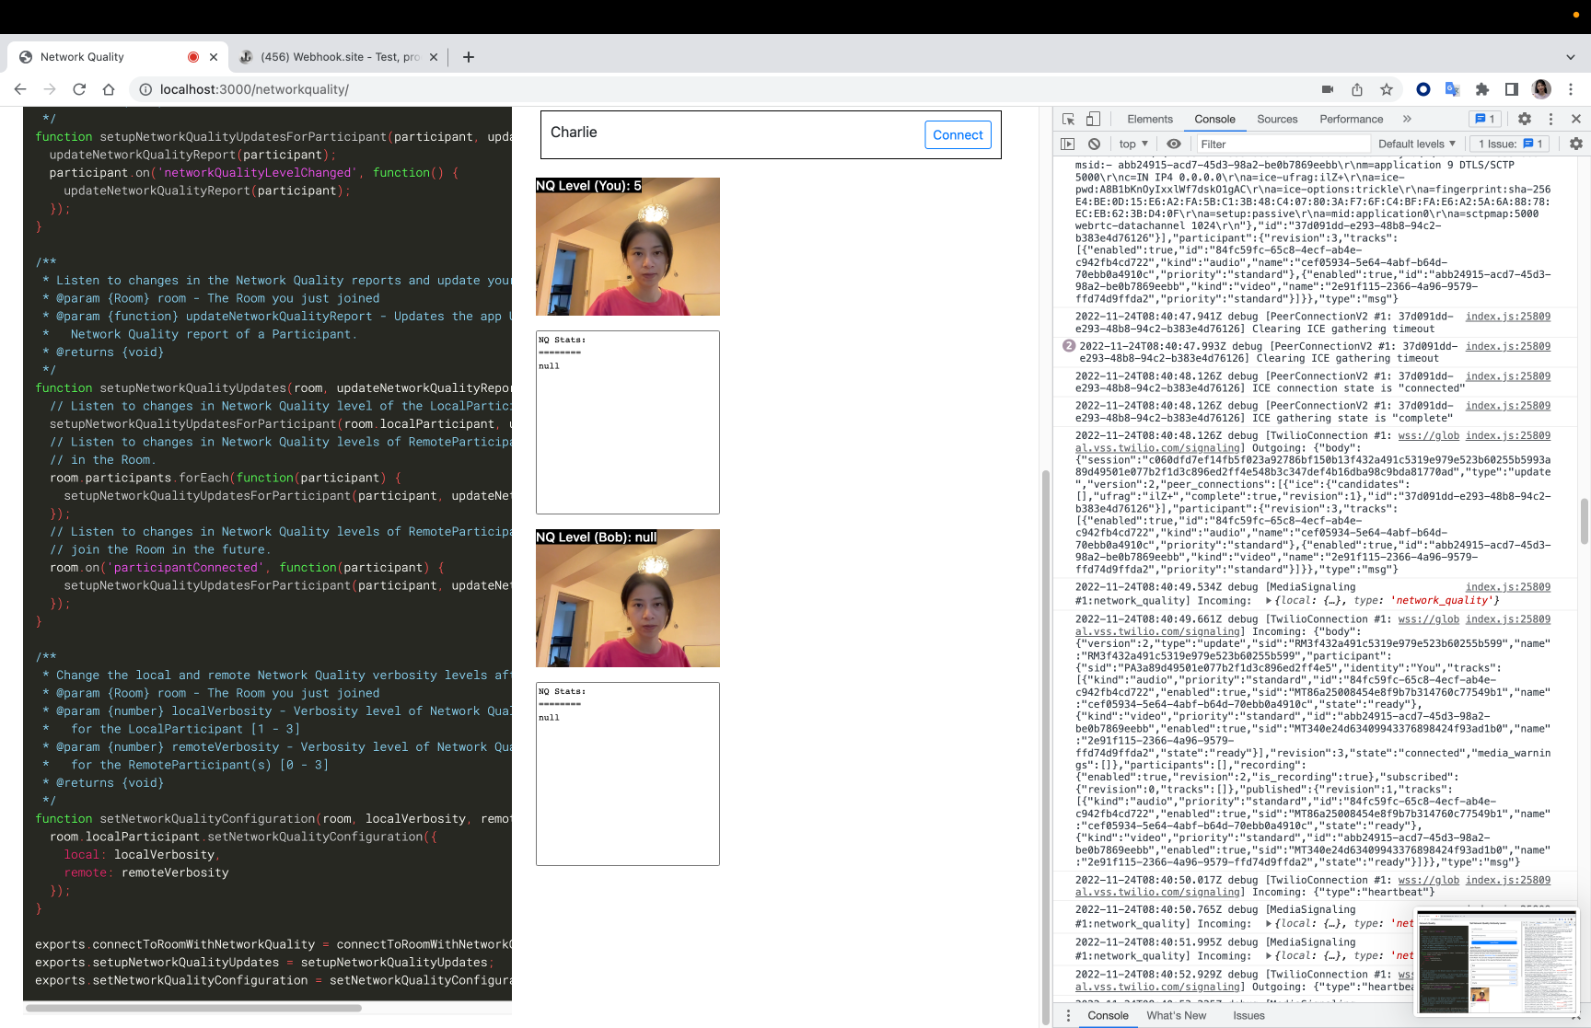 Network Quality
(456) Webhook.site - Test, pro
localhost:3000/networkquality/
*/
function setupNetworkQualityUpdatesForParticipant(participant, upda
updateNetworkQualityReport(participant);
participant.on('networkQualityLevelChanged', function() {
updateNetworkQualityReport(participant);
});
}
/**
* Listen to changes in the Network Quality reports and update your
* @param {Room} room - The Room you just joined
* @param {function} updateNetworkQualityReport - Updates the app U
*   Network Quality report of a Participant.
* @returns {void}
*/
function setupNetworkQualityUpdates(room, updateNetworkQualityRepor
// Listen to changes in Network Quality level of the LocalPartici
setupNetworkQualityUpdatesForParticipant(room.localParticipant, u
// Listen to changes in Network Quality levels of RemoteParticipa
// in the Room.
room.participants.forEach(function(participant) {
setupNetworkQualityUpdatesForParticipant(participant, updateNet
});
// Listen to changes in Network Quality levels of RemoteParticipa
// join the Room in the future.
room.on('participantConnected', function(participant) {
setupNetworkQualityUpdatesForParticipant(participant, updateNet
});
}
/**
* Change the local and remote Network Quality verbosity levels aft
* @param {Room} room - The Room you just joined
* @param {number} localVerbosity - Verbosity level of Network Qual
*   for the LocalParticipant [1 - 3]
* @param {number} remoteVerbosity - Verbosity level of Network Qua
*   for the RemoteParticipant(s) [0 - 3]
* @returns {void}
*/
function setNetworkQualityConfiguration(room, localVerbosity, remot
room.localParticipant.setNetworkQualityConfiguration({
local: localVerbosity,
remote: remoteVerbosity
});
}
exports.connectToRoomWithNetworkQuality = connectToRoomWithNetworkQ
exports.setupNetworkQualityUpdates = setupNetworkQualityUpdates;
exports.setNetworkQualityConfiguration = setNetworkQualityConfigura
Charlie
Connect
NQ Level (You): 5
NQ Stats:
========
null
NQ Level (Bob): null
NQ Stats:
========
null
Elements Console Sources Performance 1
top Filter Default levels 1 Issue: 1
msid:- abb24915-acd7-45d3-98a2-be0b7869eebb\r\nm=application 9 DTLS/SCTP
5000\r\nc=IN IP4 0.0.0.0\r\na=ice-ufrag:ilZ+\r\na=ice-
pwd:A8B1bKnOyIxxlWf7dskO1gAC\r\na=ice-options:trickle\r\na=fingerprint:sha-256
E4:BE:0D:15:E6:A2:FA:5B:C1:3B:48:C4:07:80:3A:F7:6F:C4:BF:FA:E6:A2:5A:6A:88:78:
EC:EB:62:3B:D4:0F\r\na=setup:passive\r\na=mid:application0\r\na=sctpmap:5000
webrtc-datachannel 1024\r\n"},"id":"37d091dd-e293-48b8-94c2-
b383e4d76126"}],"participant":{"revision":3,"tracks":
[{"enabled":true,"id":"84fc59fc-65c8-4ecf-ab4e-
c942fb4cd722","kind":"audio","name":"cef05934-5e64-4abf-b64d-
70ebb0a4910c","priority":"standard"},{"enabled":true,"id":"abb24915-acd7-45d3-
98a2-be0b7869eebb","kind":"video","name":"2e91f115-2366-4a96-9579-
ffd74d9ffda2","priority":"standard"}]}},"type":"msg"}
2022-11-24T08:40:47.941Z debug [PeerConnectionV2 #1: 37d091dd- index.js:25809
e293-48b8-94c2-b383e4d76126] Clearing ICE gathering timeout
2 2022-11-24T08:40:47.993Z debug [PeerConnectionV2 #1: 37d091dd- index.js:25809
e293-48b8-94c2-b383e4d76126] Clearing ICE gathering timeout
2022-11-24T08:40:48.126Z debug [PeerConnectionV2 #1: 37d091dd- index.js:25809
e293-48b8-94c2-b383e4d76126] ICE connection state is "connected"
2022-11-24T08:40:48.126Z debug [PeerConnectionV2 #1: 37d091dd- index.js:25809
e293-48b8-94c2-b383e4d76126] ICE gathering state is "complete"
2022-11-24T08:40:48.126Z debug [TwilioConnection #1: wss://glob index.js:25809
al.vss.twilio.com/signaling] Outgoing: {"body":
{"session":"c060dfd7ef14fb5f023a92786bf150b13f432a491c5319e979e523b60255b5993a
89d49501e077b2f1d3c896ed2ff4e548b3c347def4b16dba98c9bda81770ad","type":"update"
,"version":2,"peer_connections":[{"ice":{"candidates":
[],"ufrag":"ilZ+","complete":true,"revision":1},"id":"37d091dd-e293-48b8-94c2-
b383e4d76126"}],"participant":{"revision":3,"tracks":
[{"enabled":true,"id":"84fc59fc-65c8-4ecf-ab4e-
c942fb4cd722","kind":"audio","name":"cef05934-5e64-4abf-b64d-
70ebb0a4910c","priority":"standard"},{"enabled":true,"id":"abb24915-acd7-45d3-
98a2-be0b7869eebb","kind":"video","name":"2e91f115-2366-4a96-9579-
ffd74d9ffda2","priority":"standard"}]}},"type":"msg"}
2022-11-24T08:40:49.534Z debug [MediaSignaling index.js:25809
#1:network_quality] Incoming: ▶{local: {…}, type: 'network_quality'}
2022-11-24T08:40:49.661Z debug [TwilioConnection #1: wss://glob index.js:25809
al.vss.twilio.com/signaling] Incoming: {"body":
{"version":2,"type":"update","sid":"RM3f432a491c5319e979e523b60255b599","name":
"RM3f432a491c5319e979e523b60255b599","participant":
{"sid":"PA3a89d49501e077b2f1d3c896ed2ff4e5","identity":"You","tracks":
[{"kind":"audio","priority":"standard","id":"84fc59fc-65c8-4ecf-ab4e-
c942fb4cd722","enabled":true,"sid":"MT86a25008454e8f9b7b314760c77549b1","name":
"cef05934-5e64-4abf-b64d-70ebb0a4910c","state":"ready"},
{"kind":"video","priority":"standard","id":"abb24915-acd7-45d3-98a2-
be0b7869eebb","enabled":true,"sid":"MT340e24d63409943376898424f93ad1b0","name":
"2e91f115-2366-4a96-9579-
ffd74d9ffda2","state":"ready"}],"revision":3,"state":"connected","media_warnin
gs":[]},"participants":[],"recording":
{"enabled":true,"revision":2,"is_recording":true},"subscribed":
{"revision":0,"tracks":[]},"published":{"revision":1,"tracks":
[{"kind":"audio","priority":"standard","id":"84fc59fc-65c8-4ecf-ab4e-
c942fb4cd722","enabled":true,"sid":"MT86a25008454e8f9b7b314760c77549b1","name":
"cef05934-5e64-4abf-b64d-70ebb0a4910c","state":"ready"},
{"kind":"video","priority":"standard","id":"abb24915-acd7-45d3-98a2-
be0b7869eebb","enabled":true,"sid":"MT340e24d63409943376898424f93ad1b0","name":
"2e91f115-2366-4a96-9579-ffd74d9ffda2","state":"ready"}]}},"type":"msg"}
2022-11-24T08:40:50.017Z debug [TwilioConnection #1: wss://glob index.js:25809
al.vss.twilio.com/signaling] Incoming: {"type":"heartbeat"}
2022-11-24T08:40:50.765Z debug [MediaSignaling
#1:network_quality] Incoming: ▶{local: {…}, type: 'net
2022-11-24T08:40:51.995Z debug [MediaSignaling
#1:network_quality] Incoming: ▶{local: {…}, type: 'net
2022-11-24T08:40:52.929Z debug [TwilioConnection #1: wss
al.vss.twilio.com/signaling] Outgoing: {"type":"heartbea
Console What's New Issues